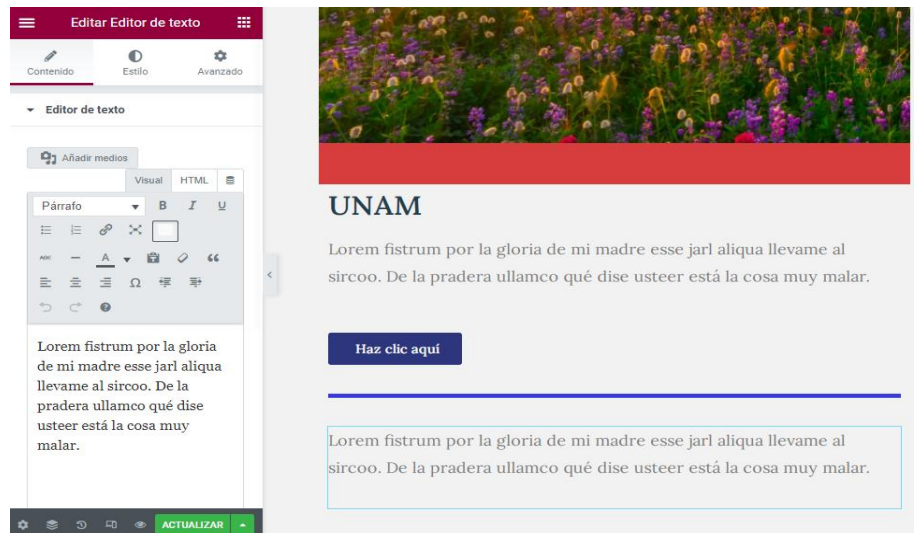 Editar Editor de texto
Contenido Estilo Avanzado
Editor de texto
Añadir medios
Visual HTML
Párrafo B I U
ABC A
Ω
Lorem fistrum por la gloria
de mi madre esse jarl aliqua
llevame al sircoo. De la
pradera ullamco qué dise
usteer está la cosa muy
malar.
ACTUALIZAR
UNAM
Lorem fistrum por la gloria de mi madre esse jarl aliqua llevame al
sircoo. De la pradera ullamco qué dise usteer está la cosa muy malar.
Haz clic aquí
Lorem fistrum por la gloria de mi madre esse jarl aliqua llevame al
sircoo. De la pradera ullamco qué dise usteer está la cosa muy malar.